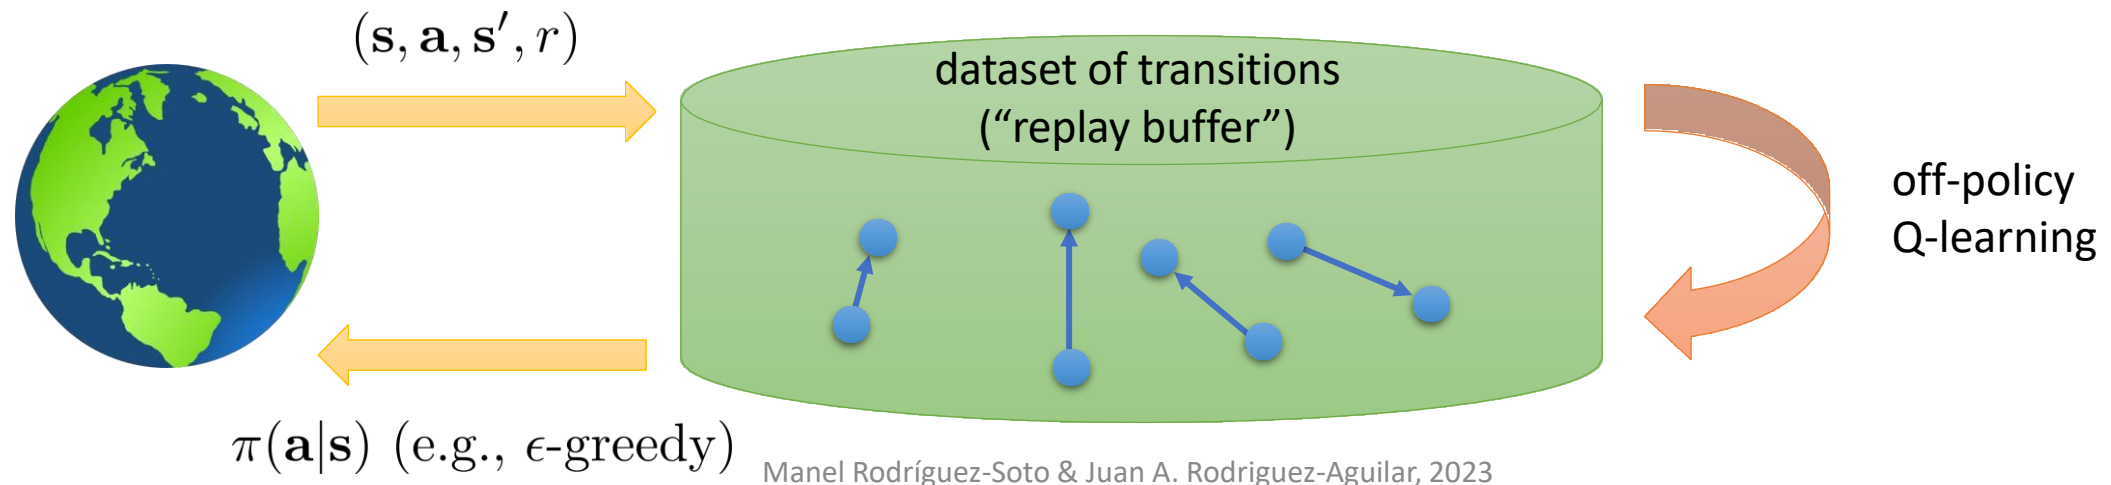 (s, a, s′, r)
dataset of transitions
(“replay buffer”)
off-policy
Q-learning
π(a|s) (e.g., ϵ-greedy)
Manel Rodríguez-Soto & Juan A. Rodriguez-Aguilar, 2023